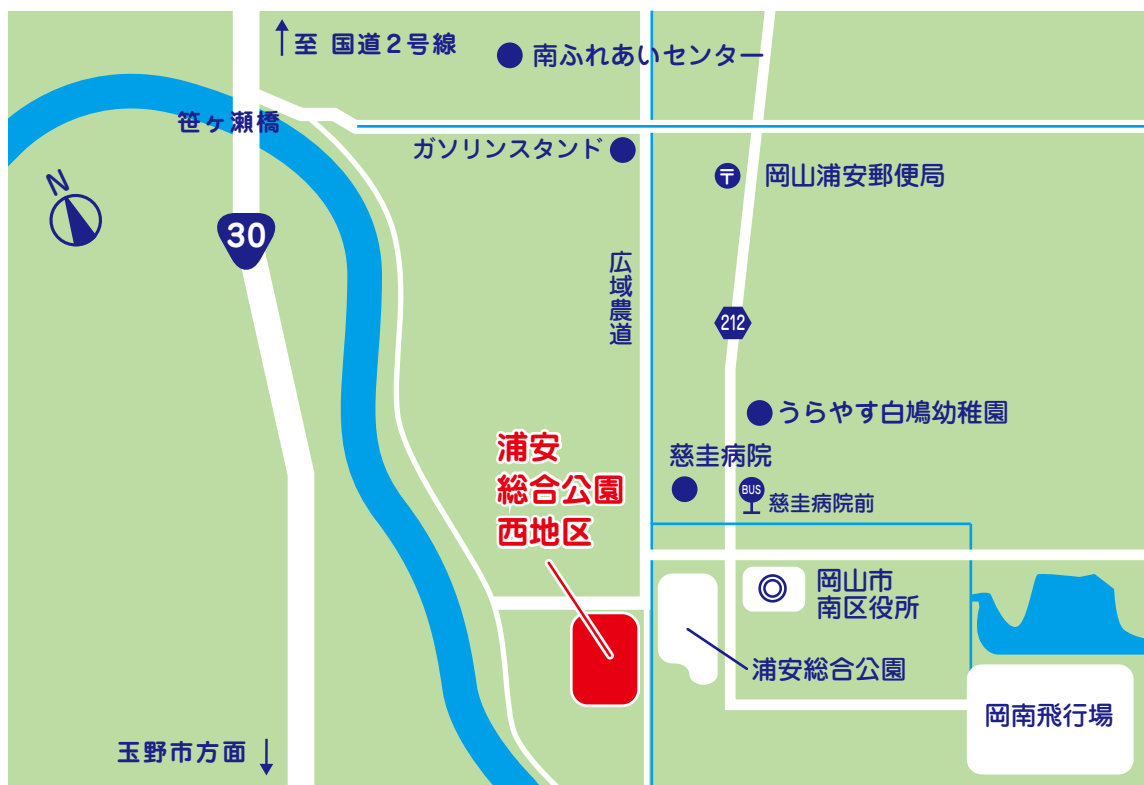 至 国道2号線
南ふれあいセンター
笹ヶ瀬橋
ガソリンスタンド
〒
岡山浦安郵便局
N
30
広域農道
212
うらやす白鳩幼稚園
浦安
総合公園
西地区
慈圭病院
BUS
慈圭病院前
岡山市
南区役所
浦安総合公園
岡南飛行場
玉野市方面